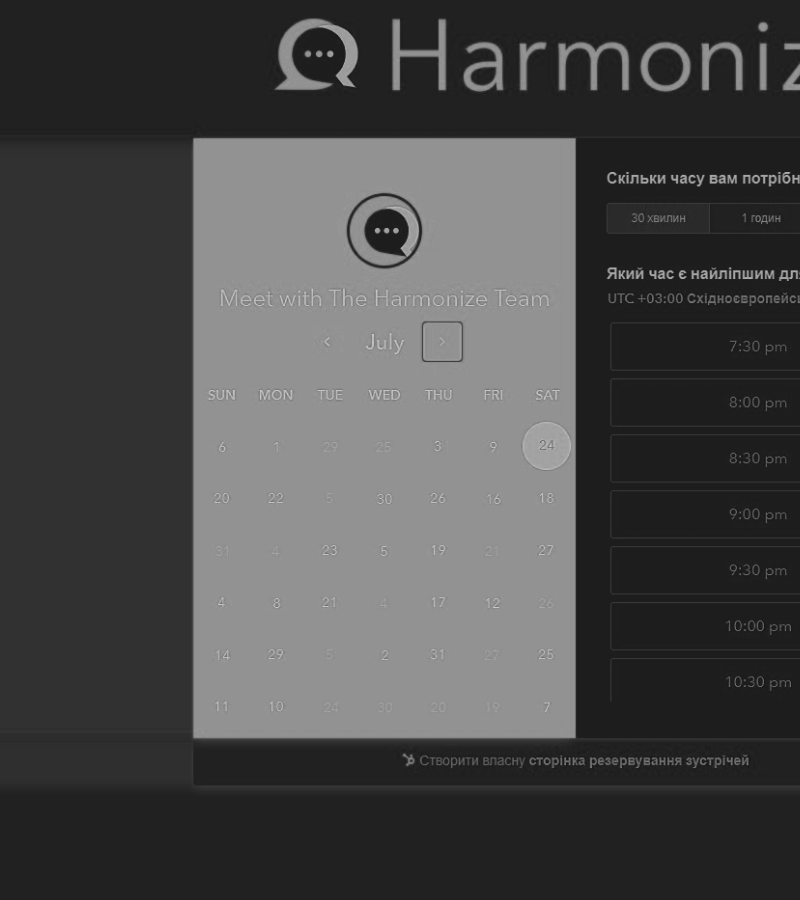 Harmoniz
Meet with The Harmonize Team
July
SUN MON TUE WED THU FRI SAT
6 1 29 25 3 9 24
20 22 5 30 26 16 18
31 4 23 5 19 21 27
4 8 21 4 17 12 26
14 29 5 2 31 27 25
11 10 24 30 20 19 7
Скільки часу вам потрібн
30 хвилин 1 годин
Який час є найліпшим для
UTC +03:00 Східноєвропейсь
7:30 pm
8:00 pm
8:30 pm
9:00 pm
9:30 pm
10:00 pm
10:30 pm
Створити власну сторінка резервування зустрічей